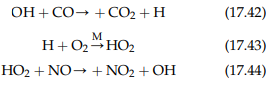 OH + CO → + CO₂ + H (17.42)
H + O₂ M→ HO₂ (17.43)
HO₂ + NO → + NO₂ + OH (17.44)